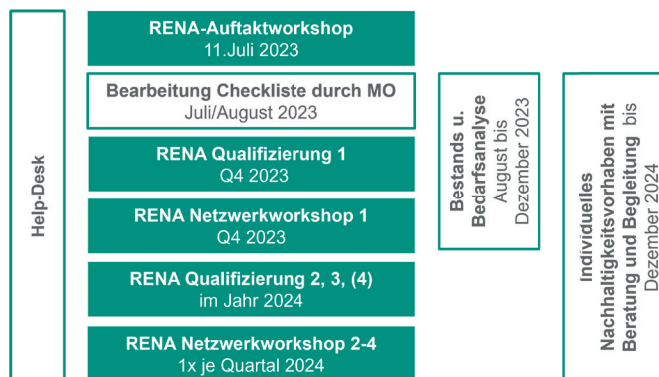 Help-Desk
RENA-Auftaktworkshop
11.Juli 2023
Bearbeitung Checkliste durch MO
Juli/August 2023
RENA Qualifizierung 1
Q4 2023
RENA Netzwerkworkshop 1
Q4 2023
RENA Qualifizierung 2, 3, (4)
im Jahr 2024
RENA Netzwerkworkshop 2-4
1x je Quartal 2024
Bestands u.
Bedarfsanalyse
August bis
Dezember 2023
Individuelles
Nachhaltigkeitsvorhaben mit
Beratung und Begleitung bis
Dezember 2024